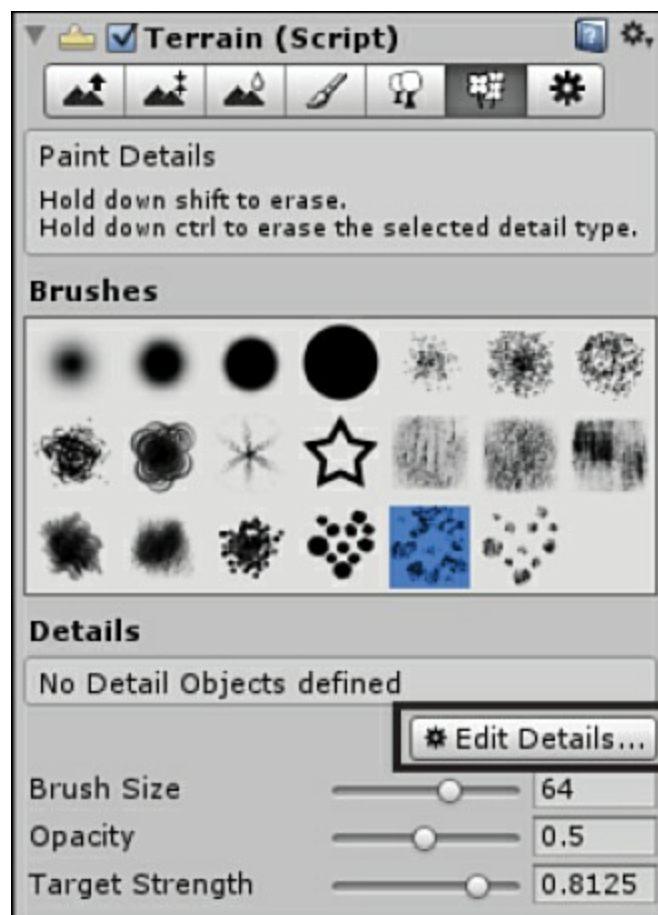 Terrain (Script)
Paint Details
Hold down shift to erase.
Hold down ctrl to erase the selected detail type.
Brushes
Details
No Detail Objects defined
Edit Details...
Brush Size 64
Opacity 0.5
Target Strength 0.8125